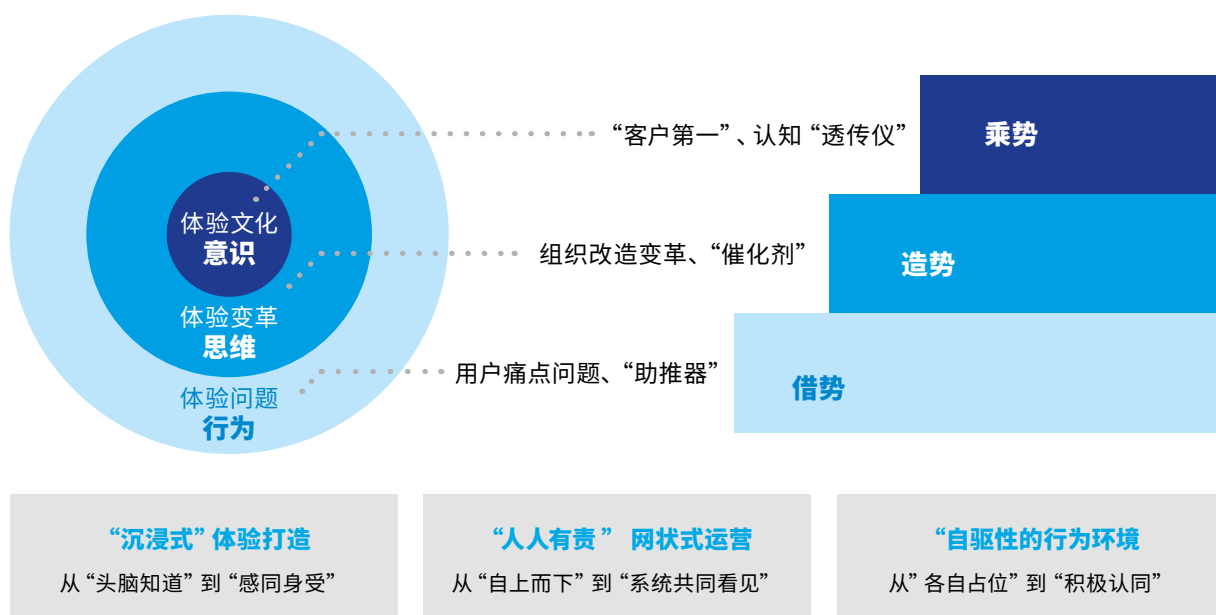 “客户第一”、认知“透传仪”
乘势
体验文化
意识
组织改造变革、“催化剂”
造势
体验变革
思维
用户痛点问题、“助推器”
借势
体验问题
行为
“沉浸式”体验打造
从“头脑知道”到“感同身受”
“人人有责” 网状式运营
从“自上而下”到“系统共同看见”
“自驱性的行为环境
从”各自占位”到“积极认同”